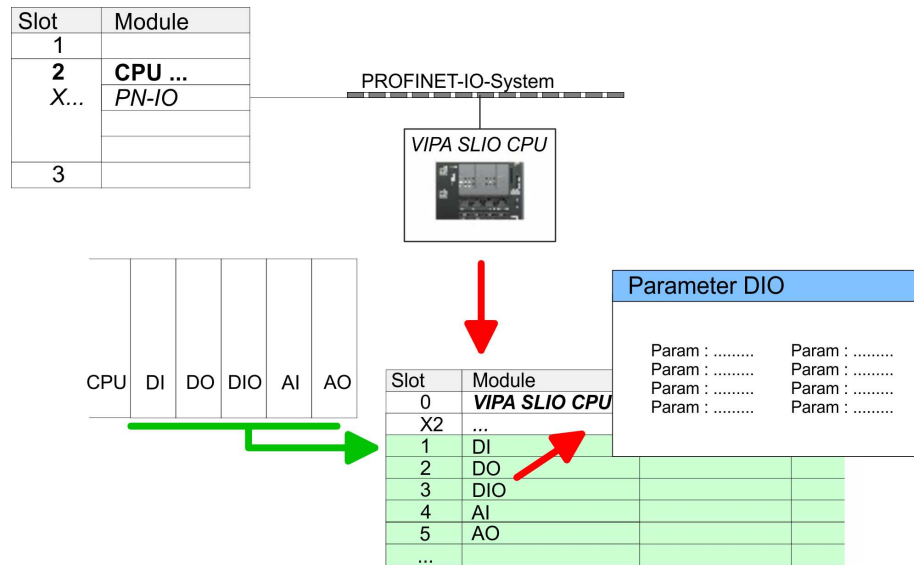 Slot Module
1
2 CPU ...
X... PN-IO
3
PROFINET-IO-System
VIPA SLIO CPU
CPU DI DO DIO AI AO
Parameter DIO
Param : ......... Param : .........
Param : ......... Param : .........
Param : ......... Param : .........
Param : ......... Param : .........
Slot Module
0 VIPA SLIO CPU
X2 ...
1 DI
2 DO
3 DIO
4 AI
5 AO
...